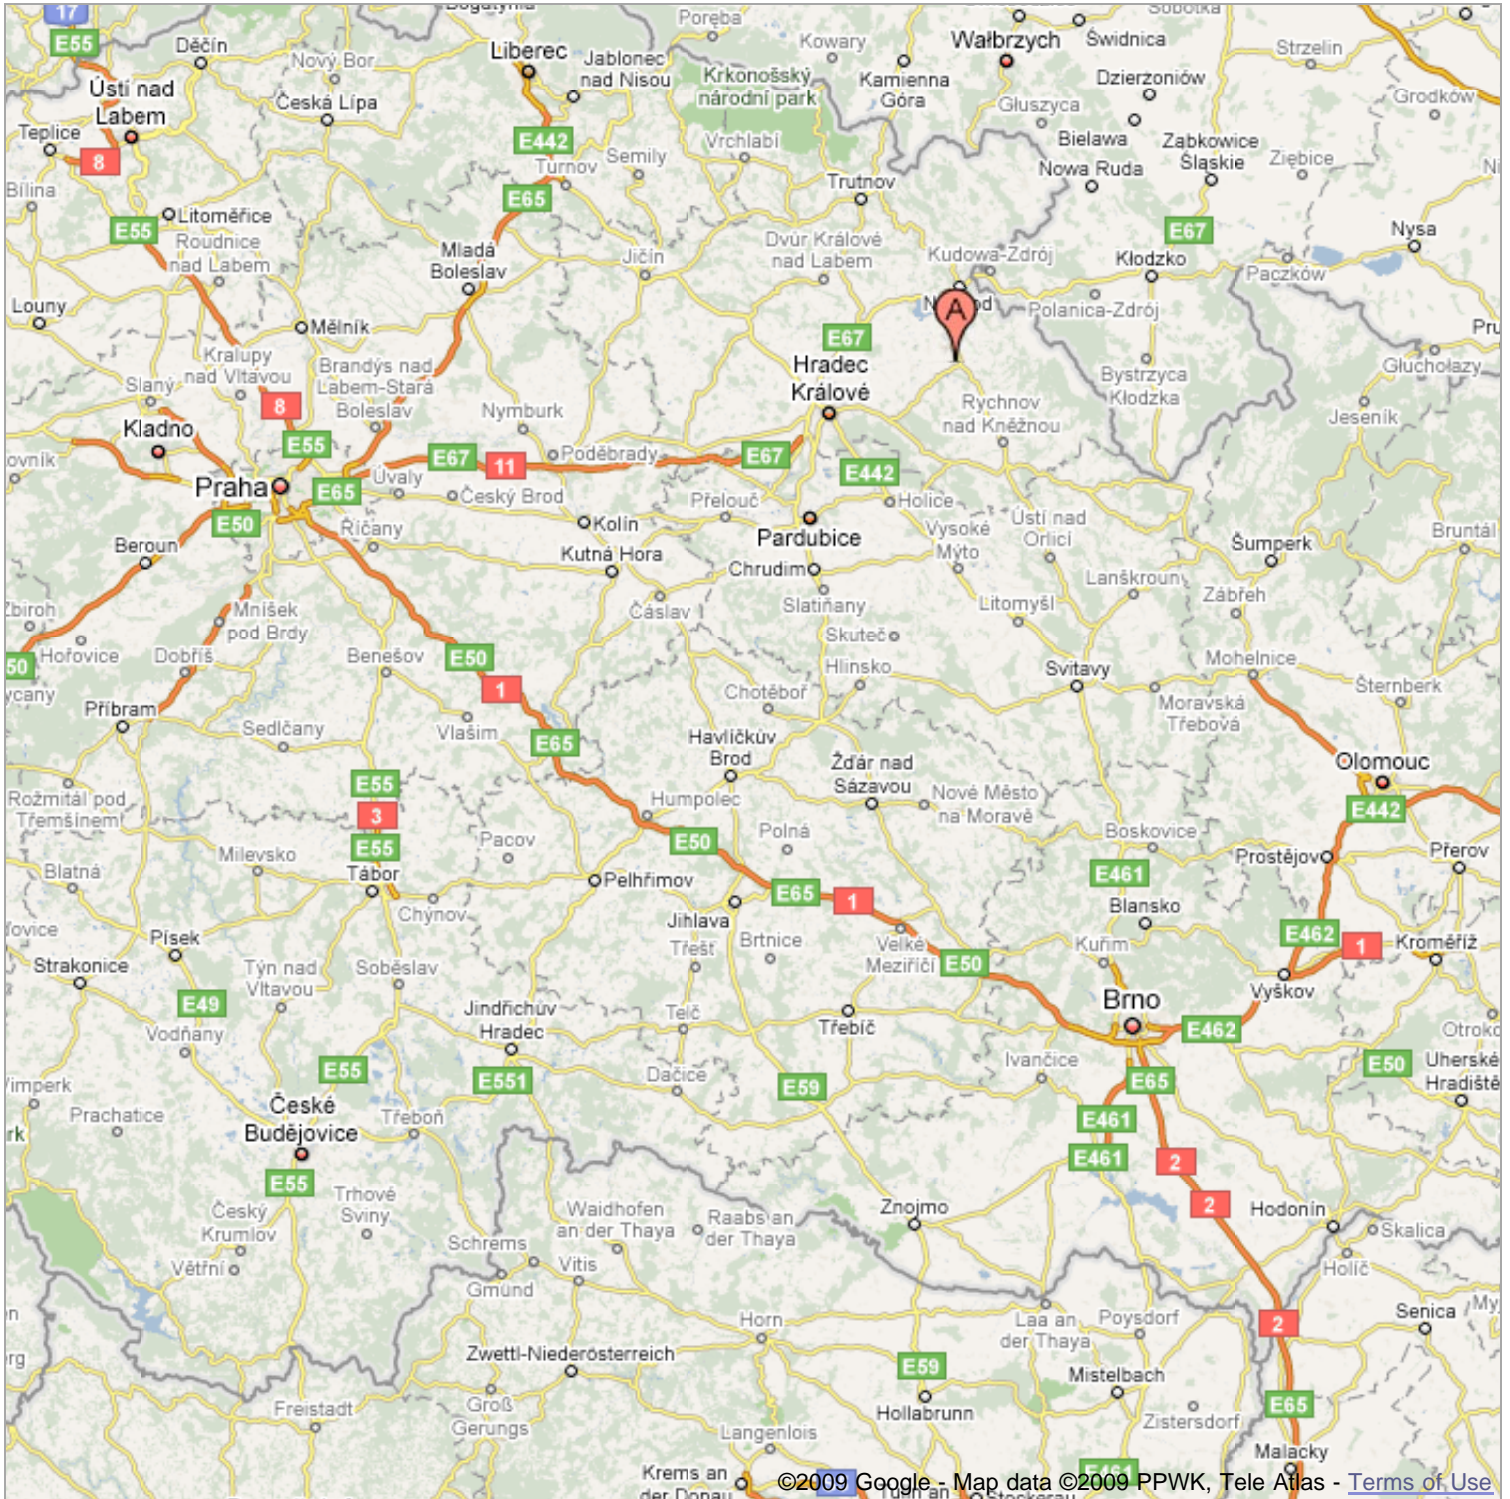 17
E55
Děčín
Nový Bor
Liberec
Jablonec
nad Nisou
Poręba
Kowary
Kamienna
Góra
Wałbrzych
Świdnica
Sobótka
Strzelin
Dzierżoniów
Grodków
Ústí nad
Labem
Česká Lípa
Krkonošský
národní park
Głuszyca
Bielawa
Ząbkowice
Śląskie
Ziębice
Teplice
8
E442
Turnov
Semily
Vrchlabí
Trutnov
Nowa Ruda
Bílina
E65
E55
Litoměřice
Roudnice
nad Labem
Mladá
Boleslav
Jičín
Dvůr Králové
nad Labem
Kudowa-Zdrój
Kłodzko
E67
Nysa
Paczków
Louny
Mělník
A
Polanica-Zdrój
E67
Kralupy
nad Vltavou
Brandýs nad
Labem-Stará
Boleslav
Hradec
Králové
Bystrzyca
Kłodzka
Głuchołazy
Slaný
8
Nymburk
Rychnov
nad Kněžnou
Jeseník
Kladno
E55
E67
11
Poděbrady
E67
E442
Praha
E65
Úvaly
Český Brod
Přelouč
Holice
E50
Říčany
Kolín
Pardubice
Vysoké
Mýto
Ústí nad
Orlicí
Šumperk
Bruntál
Beroun
Kutná Hora
Chrudim
Lanškroun
Zbiroh
Mníšek
pod Brdy
Čáslav
Slatiňany
Litomyšl
Zábřeh
Hořovice
50
Dobříš
Benešov
E50
Skuteč
Hlinsko
Svitavy
Mohelnice
1
Chotěboř
Moravská
Třebová
Šternberk
Příbram
Sedlčany
Vlašim
E65
Havlíčkův
Brod
Žďár nad
Sázavou
Olomouc
E55
Rožmitál pod
Třemšínem
3
Humpolec
Nové Město
na Moravě
E442
E55
Milevsko
Pacov
E50
Polná
Boskovice
Prostějov
Přerov
Blatná
Tábor
Pelhřimov
E65
1
E461
Chýnov
Jihlava
Blansko
Písek
Třešť
Brtnice
Velké
Meziříčí
Kuřim
E462
1
Kroměříž
Strakonice
Týn nad
Vltavou
Soběslav
E50
Vyškov
E49
Jindřichův
Hradec
Telč
Třebíč
Brno
E462
Vodňany
Ivančice
E50
Uherské
Hradiště
E55
E551
Dačice
E59
E65
Prachatice
České
Budějovice
Třeboň
E461
E461
2
E55
Trhové
Sviny
Waidhofen
an der Thaya
Raabs an
der Thaya
Znojmo
2
Hodonín
Skalica
Český
Krumlov
Schrems
Vitis
Holíč
Větřní
Gmünd
Horn
Laa an
der Thaya
Poysdorf
2
Senica
Zwettl-Niederösterreich
E59
Mistelbach
Freistadt
Groß
Gerungs
Hollabrunn
Zistersdorf
E65
Langenlois
Malacky
Krems an
der Donau
E461
©2009 Google - Map data ©2009 PPWK, Tele Atlas - Terms of Use